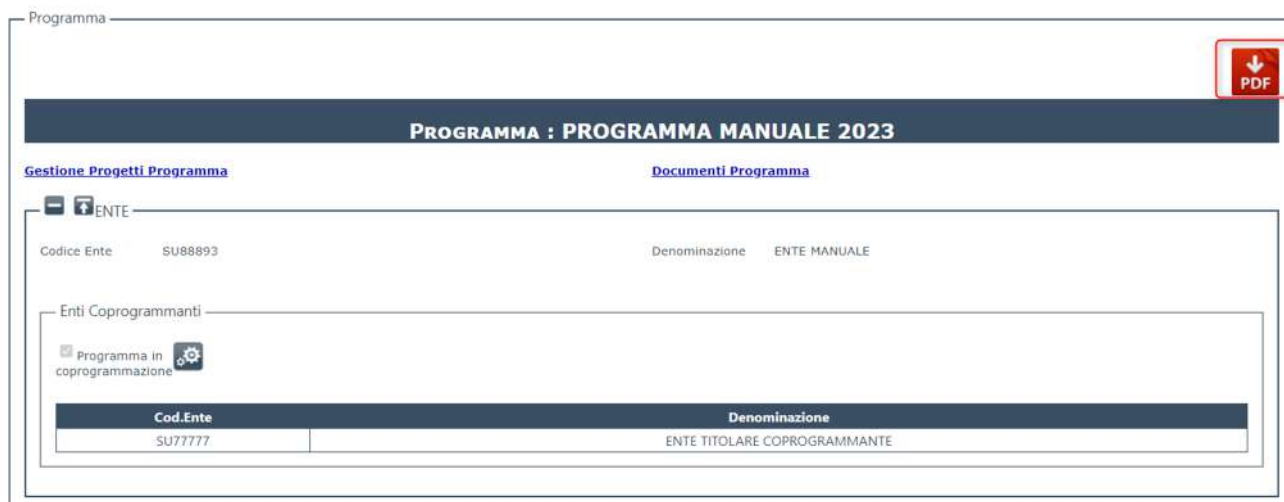 Programma
PDF
PROGRAMMA : PROGRAMMA MANUALE 2023
Gestione Progetti Programma Documenti Programma
ENTE
Codice Ente SU88893 Denominazione ENTE MANUALE
Enti Coprogrammanti
Programma in
coprogrammazione
Cod.Ente Denominazione
SU77777 ENTE TITOLARE COPROGRAMMANTE